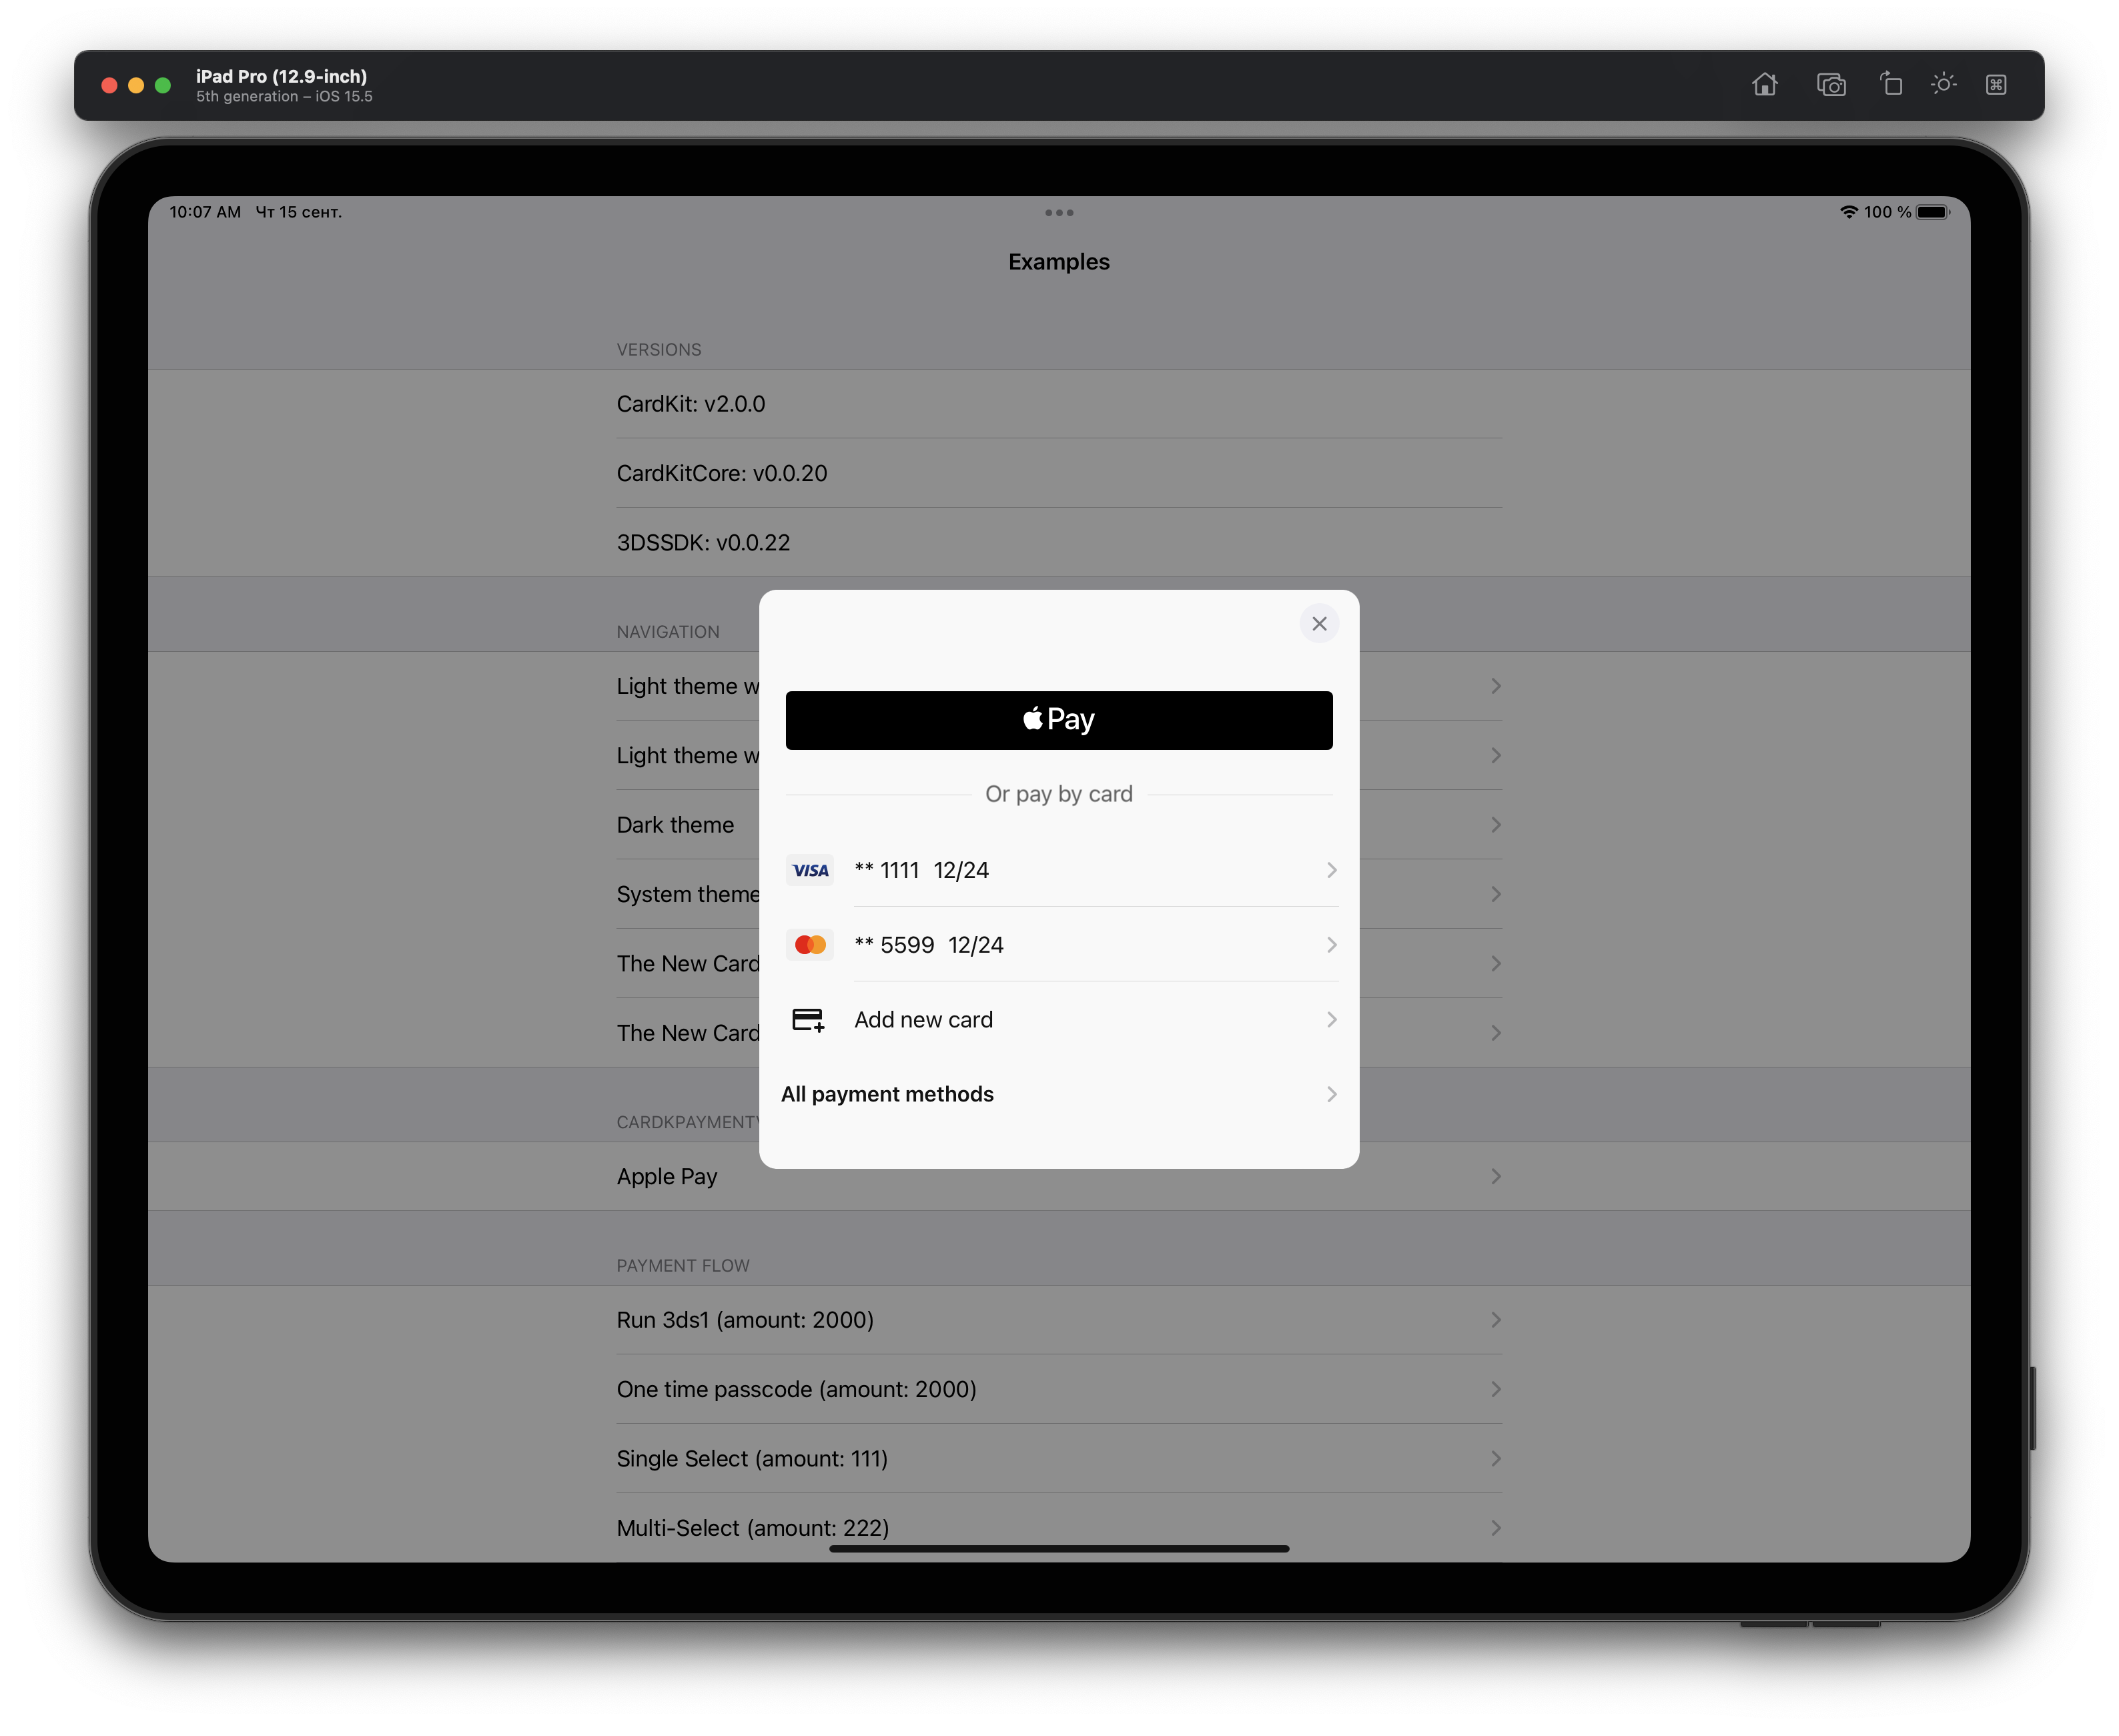 iPad Pro (12.9-inch)
5th generation – iOS 15.5
10:07 AM Чт 15 сент.
100 %
Examples
VERSIONS
CardKit: v2.0.0
CardKitCore: v0.0.20
3DSSDK: v0.0.22
NAVIGATION
Light theme w
Light theme w
Dark theme
System theme
The New Card
The New Card
Pay
Or pay by card
VISA ** 1111 12/24
** 5599 12/24
Add new card
All payment methods
CARDKPAYMENTV
Apple Pay
PAYMENT FLOW
Run 3ds1 (amount: 2000)
One time passcode (amount: 2000)
Single Select (amount: 111)
Multi-Select (amount: 222)